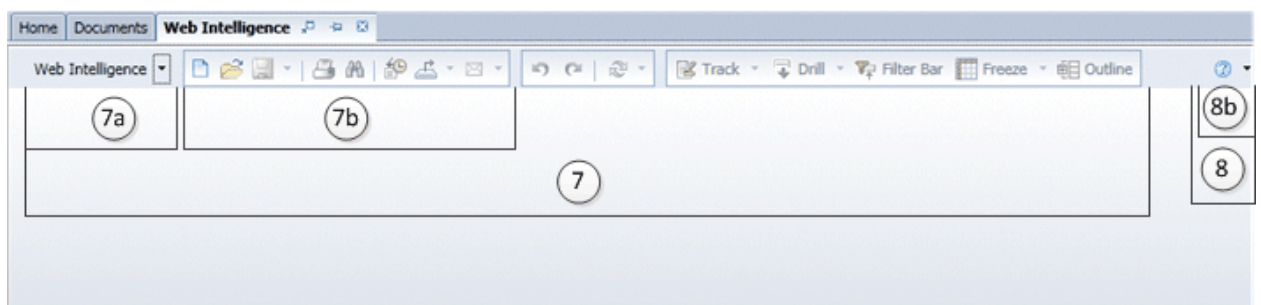 Home Documents Web Intelligence
Web Intelligence Track Drill Filter Bar Freeze Outline ?
7a 7b 8b
7 8